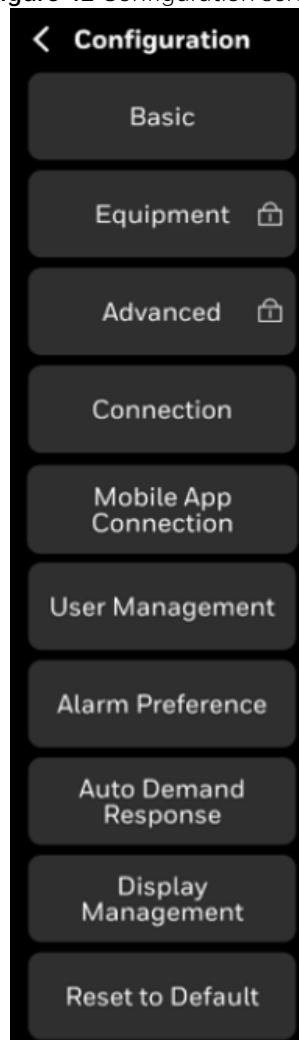 Configuration
Basic
Equipment
Advanced
Connection
Mobile App
Connection
User Management
Alarm Preference
Auto Demand
Response
Display
Management
Reset to Default